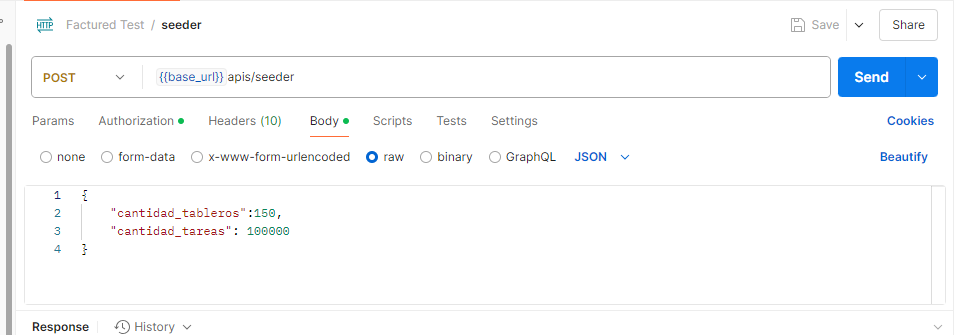 HTTP Factured Test / seeder Save Share
POST {{base_url}} apis/seeder Send
Params Authorization Headers (10) Body Scripts Tests Settings Cookies
none form-data x-www-form-urlencoded raw binary GraphQL JSON Beautify
1 {
2 "cantidad_tableros":150,
3 "cantidad_tareas": 100000
4 }
Response History